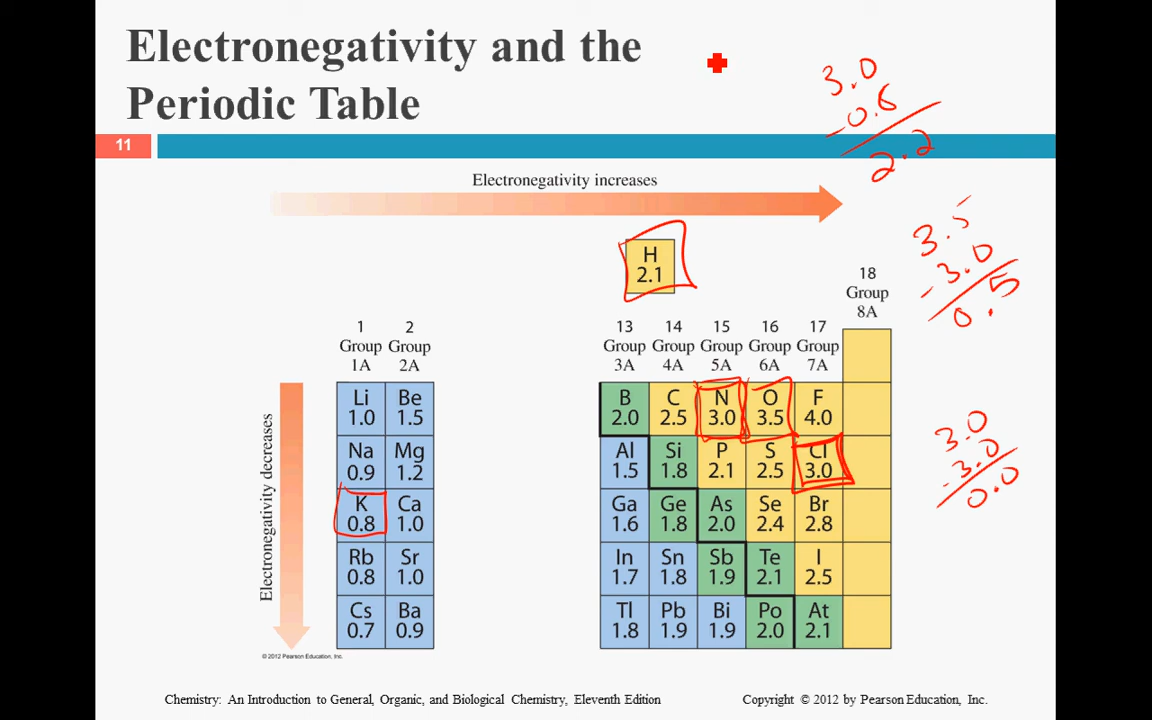 Electronegativity and the
Periodic Table
11
3.0
-0.8
2.2
Electronegativity increases
3.5
-3.0
0.5
H
2.1
18
Group
8A
1 2 13 14 15 16 17
Group Group Group Group Group Group Group
1A 2A 3A 4A 5A 6A 7A
Electronegativity decreases
Li Be B C N O F
1.0 1.5 2.0 2.5 3.0 3.5 4.0
Na Mg Al Si P S Cl
0.9 1.2 1.5 1.8 2.1 2.5 3.0
3.0
-3.0
0.0
K Ca Ga Ge As Se Br
0.8 1.0 1.6 1.8 2.0 2.4 2.8
Rb Sr In Sn Sb Te I
0.8 1.0 1.7 1.8 1.9 2.1 2.5
Cs Ba Tl Pb Bi Po At
0.7 0.9 1.8 1.9 1.9 2.0 2.1
© 2012 Pearson Education, Inc.
Chemistry: An Introduction to General, Organic, and Biological Chemistry, Eleventh Edition
Copyright © 2012 by Pearson Education, Inc.